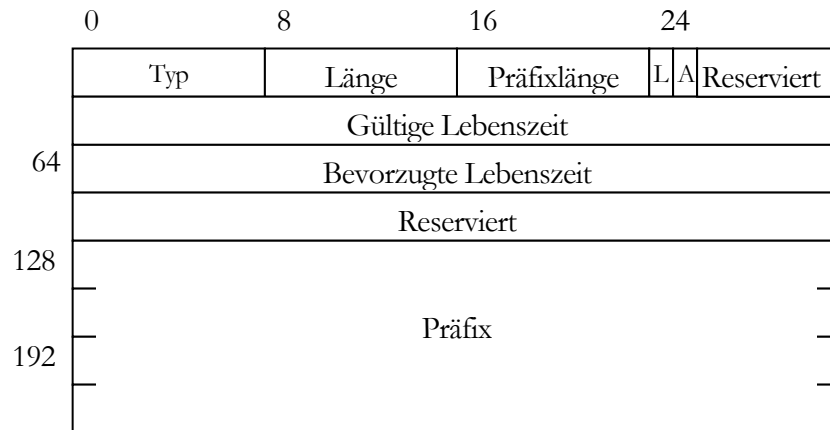 0 8 16 24
Typ Länge Präfixlänge L A Reserviert
Gültige Lebenszeit
64
Bevorzugte Lebenszeit
Reserviert
128
Präfix
192